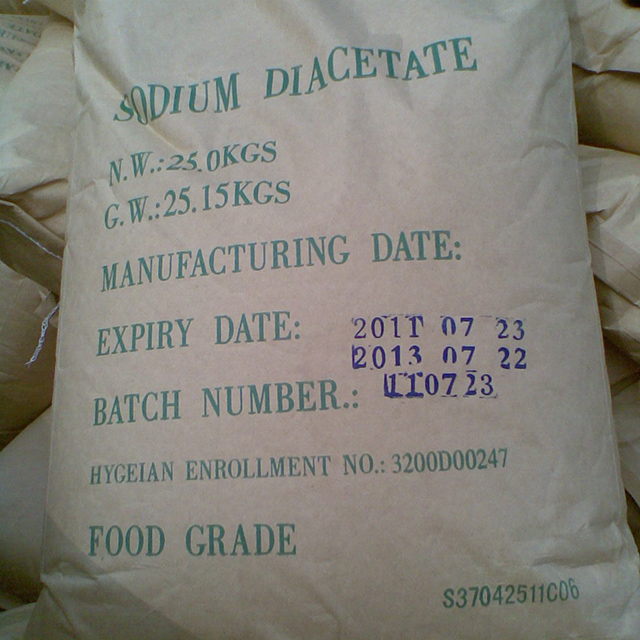 SODIUM DIACETATE
N.W.:25.0KGS
G.W.:25.15KGS
MANUFACTURING DATE:
EXPIRY DATE: 2011 07 23
2013 07 22
BATCH NUMBER.: 110723
HYGEIAN ENROLLMENT NO.: 3200D00247
FOOD GRADE
S37042511C06